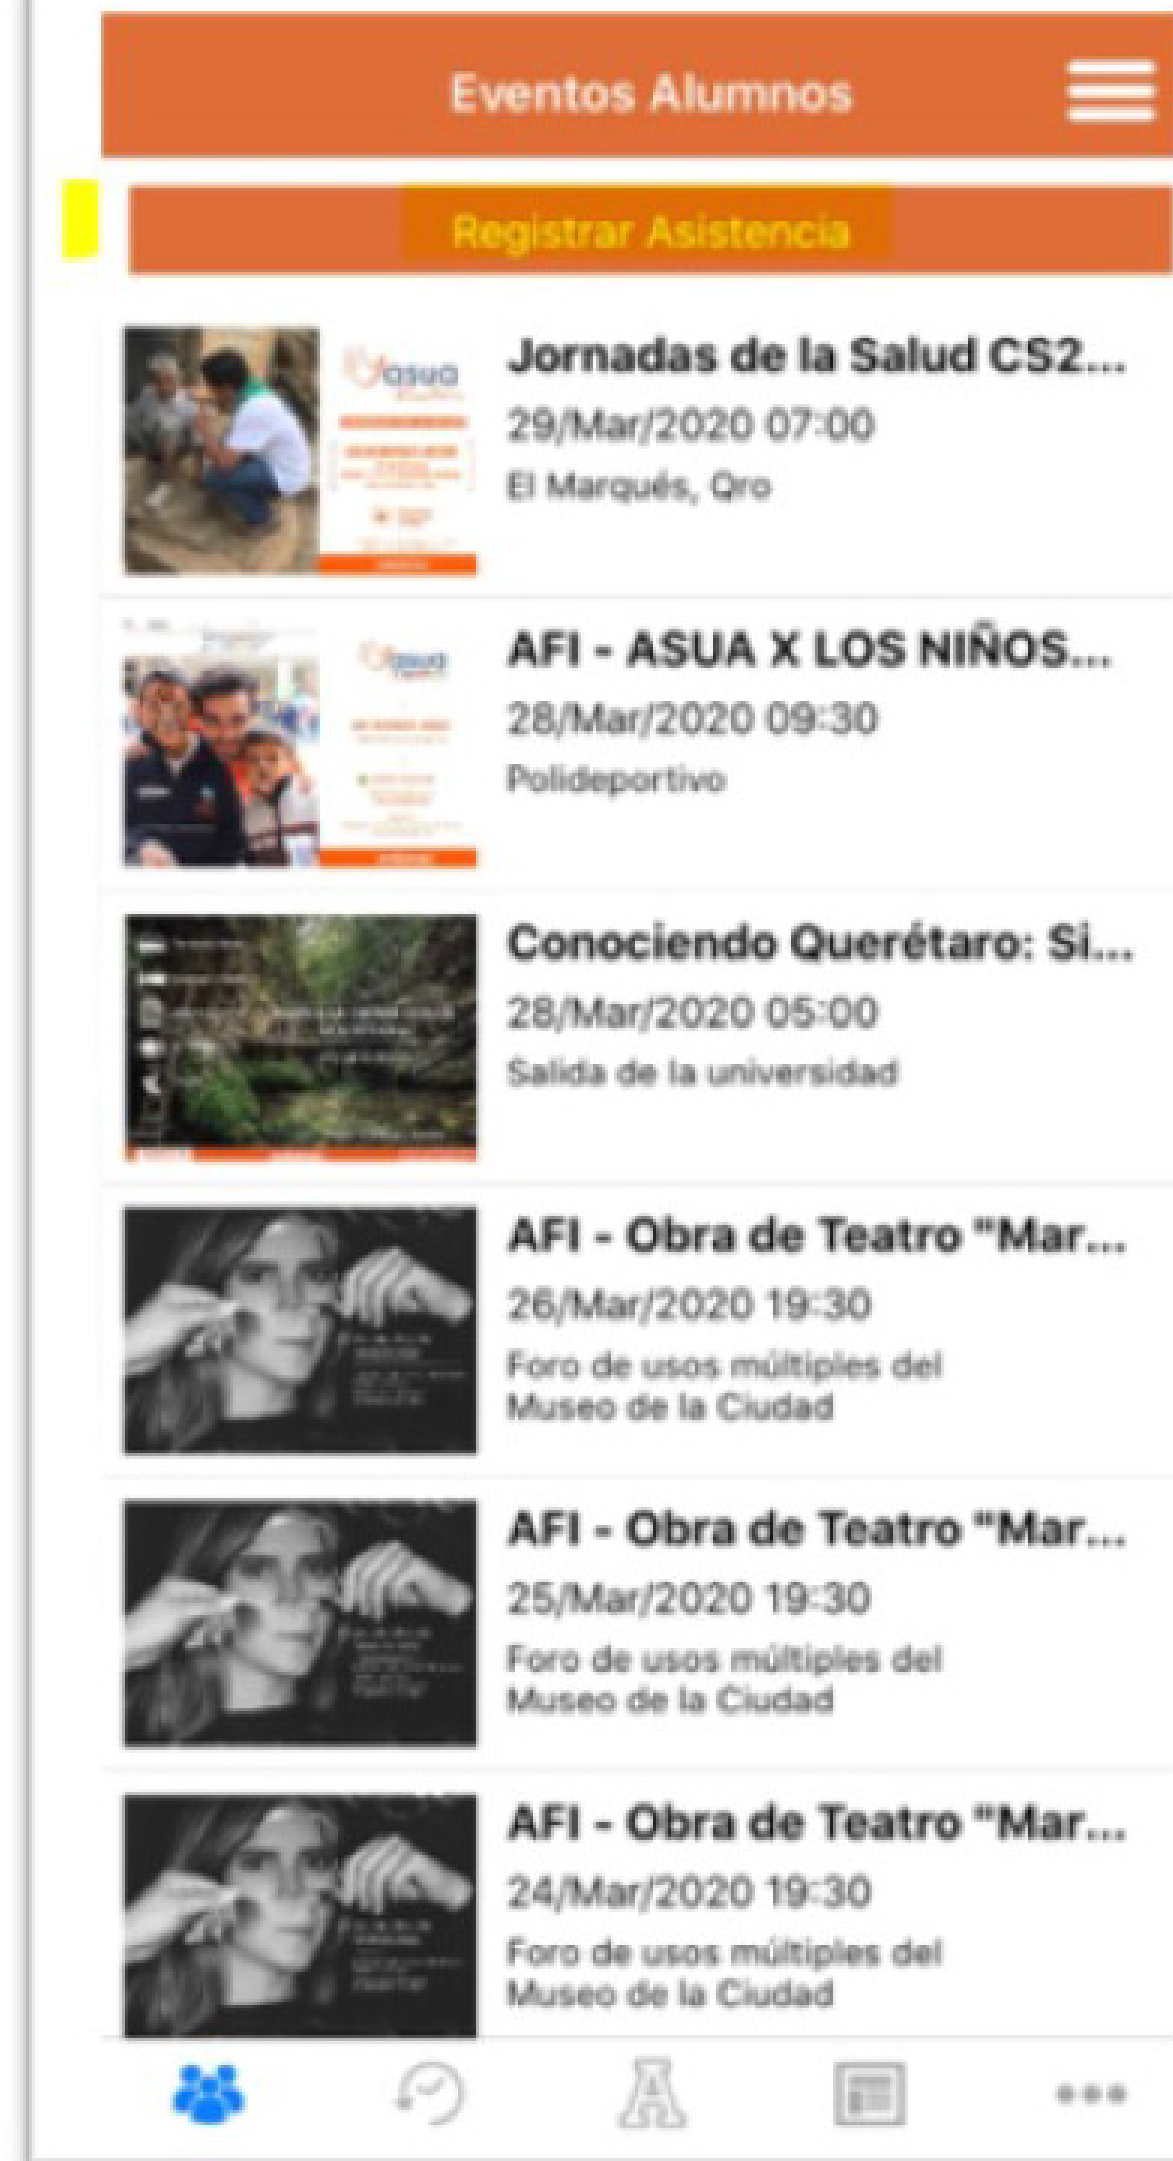 Eventos Alumnos
Registrar Asistencia
asua
Jornadas de la Salud CS2...
29/Mar/2020 07:00
El Marqués, Qro
asua
AFI - ASUA X LOS NIÑOS...
28/Mar/2020 09:30
Polideportivo
Conociendo Querétaro: Si...
28/Mar/2020 05:00
Salida de la universidad
AFI - Obra de Teatro "Mar...
26/Mar/2020 19:30
Foro de usos múltiples del
Museo de la Ciudad
AFI - Obra de Teatro "Mar...
25/Mar/2020 19:30
Foro de usos múltiples del
Museo de la Ciudad
AFI - Obra de Teatro "Mar...
24/Mar/2020 19:30
Foro de usos múltiples del
Museo de la Ciudad
A